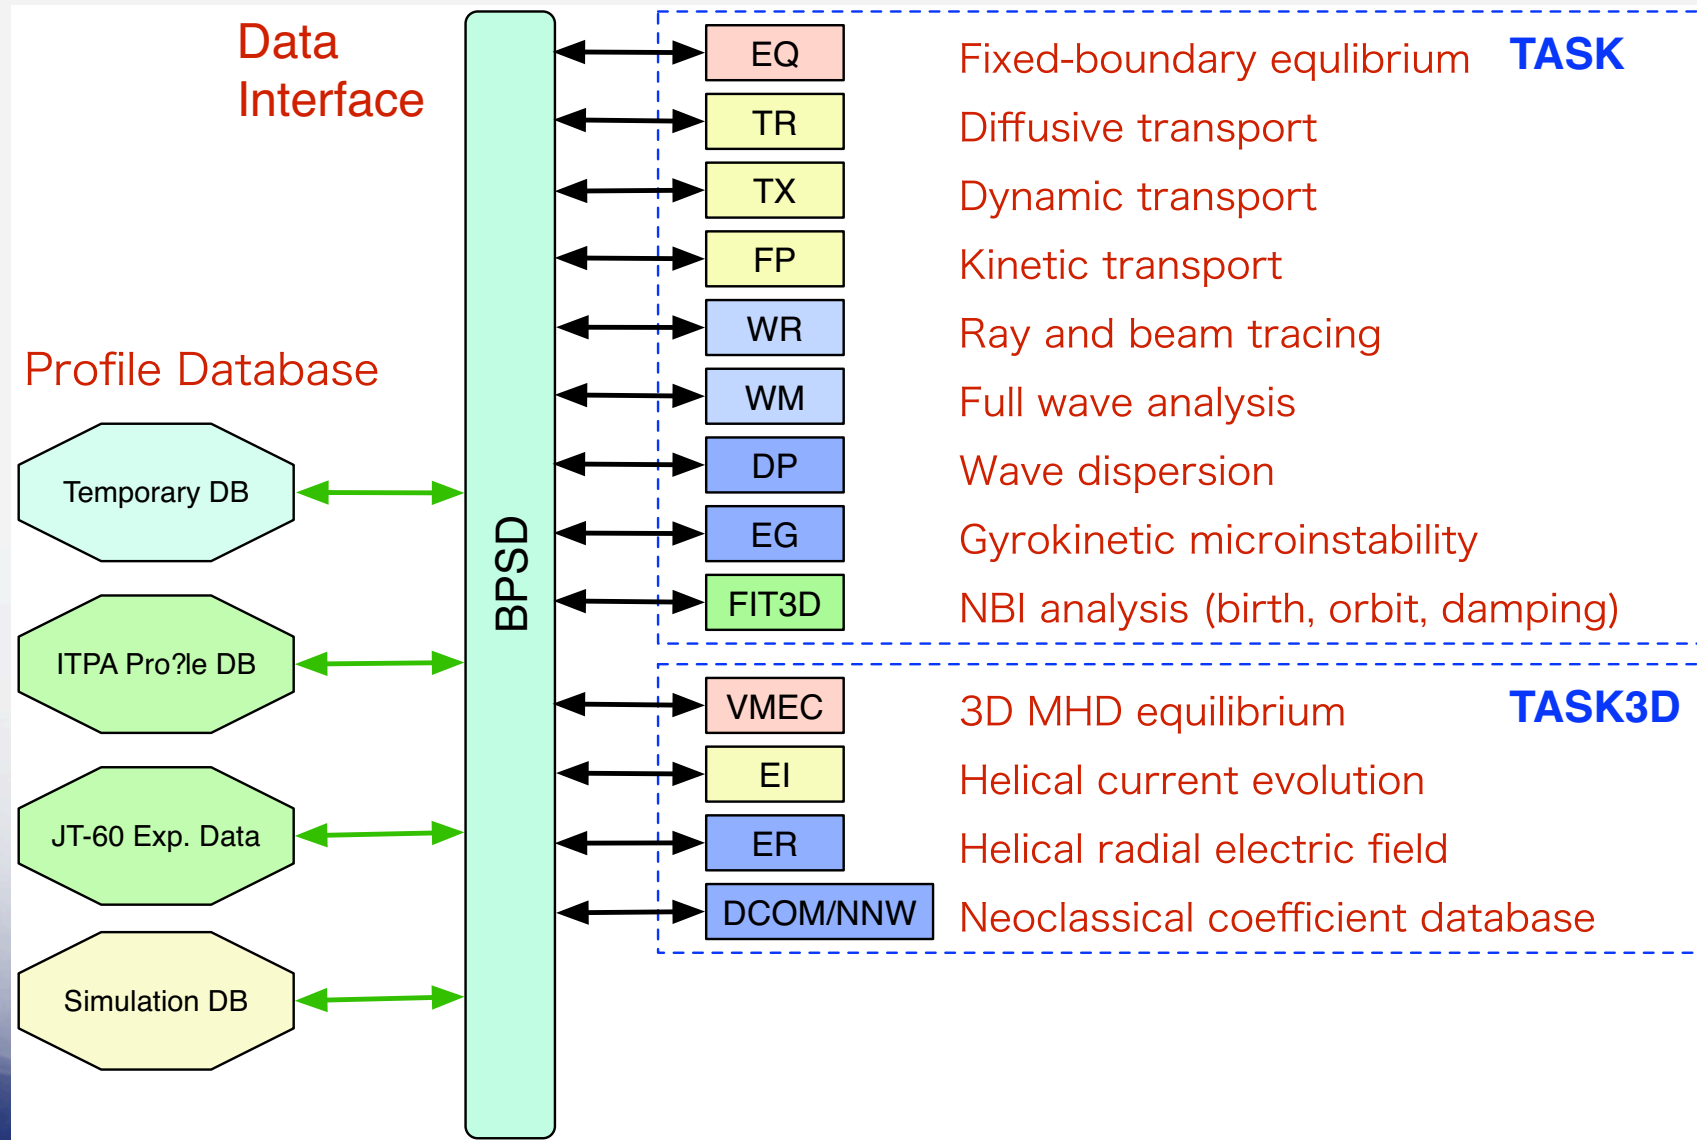 Data
Interface
Profile Database
Temporary DB
ITPA Pro?le DB
JT-60 Exp. Data
Simulation DB
BPSD
TASK
EQ Fixed-boundary equlibrium
TR Diffusive transport
TX Dynamic transport
FP Kinetic transport
WR Ray and beam tracing
WM Full wave analysis
DP Wave dispersion
EG Gyrokinetic microinstability
FIT3D NBI analysis (birth, orbit, damping)
TASK3D
VMEC 3D MHD equilibrium
EI Helical current evolution
ER Helical radial electric field
DCOM/NNW Neoclassical coefficient database